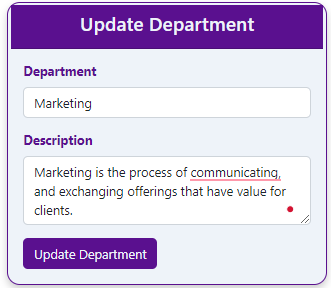 Update Department
Department
Marketing
Description
Marketing is the process of communicating,
and exchanging offerings that have value for
clients.
Update Department